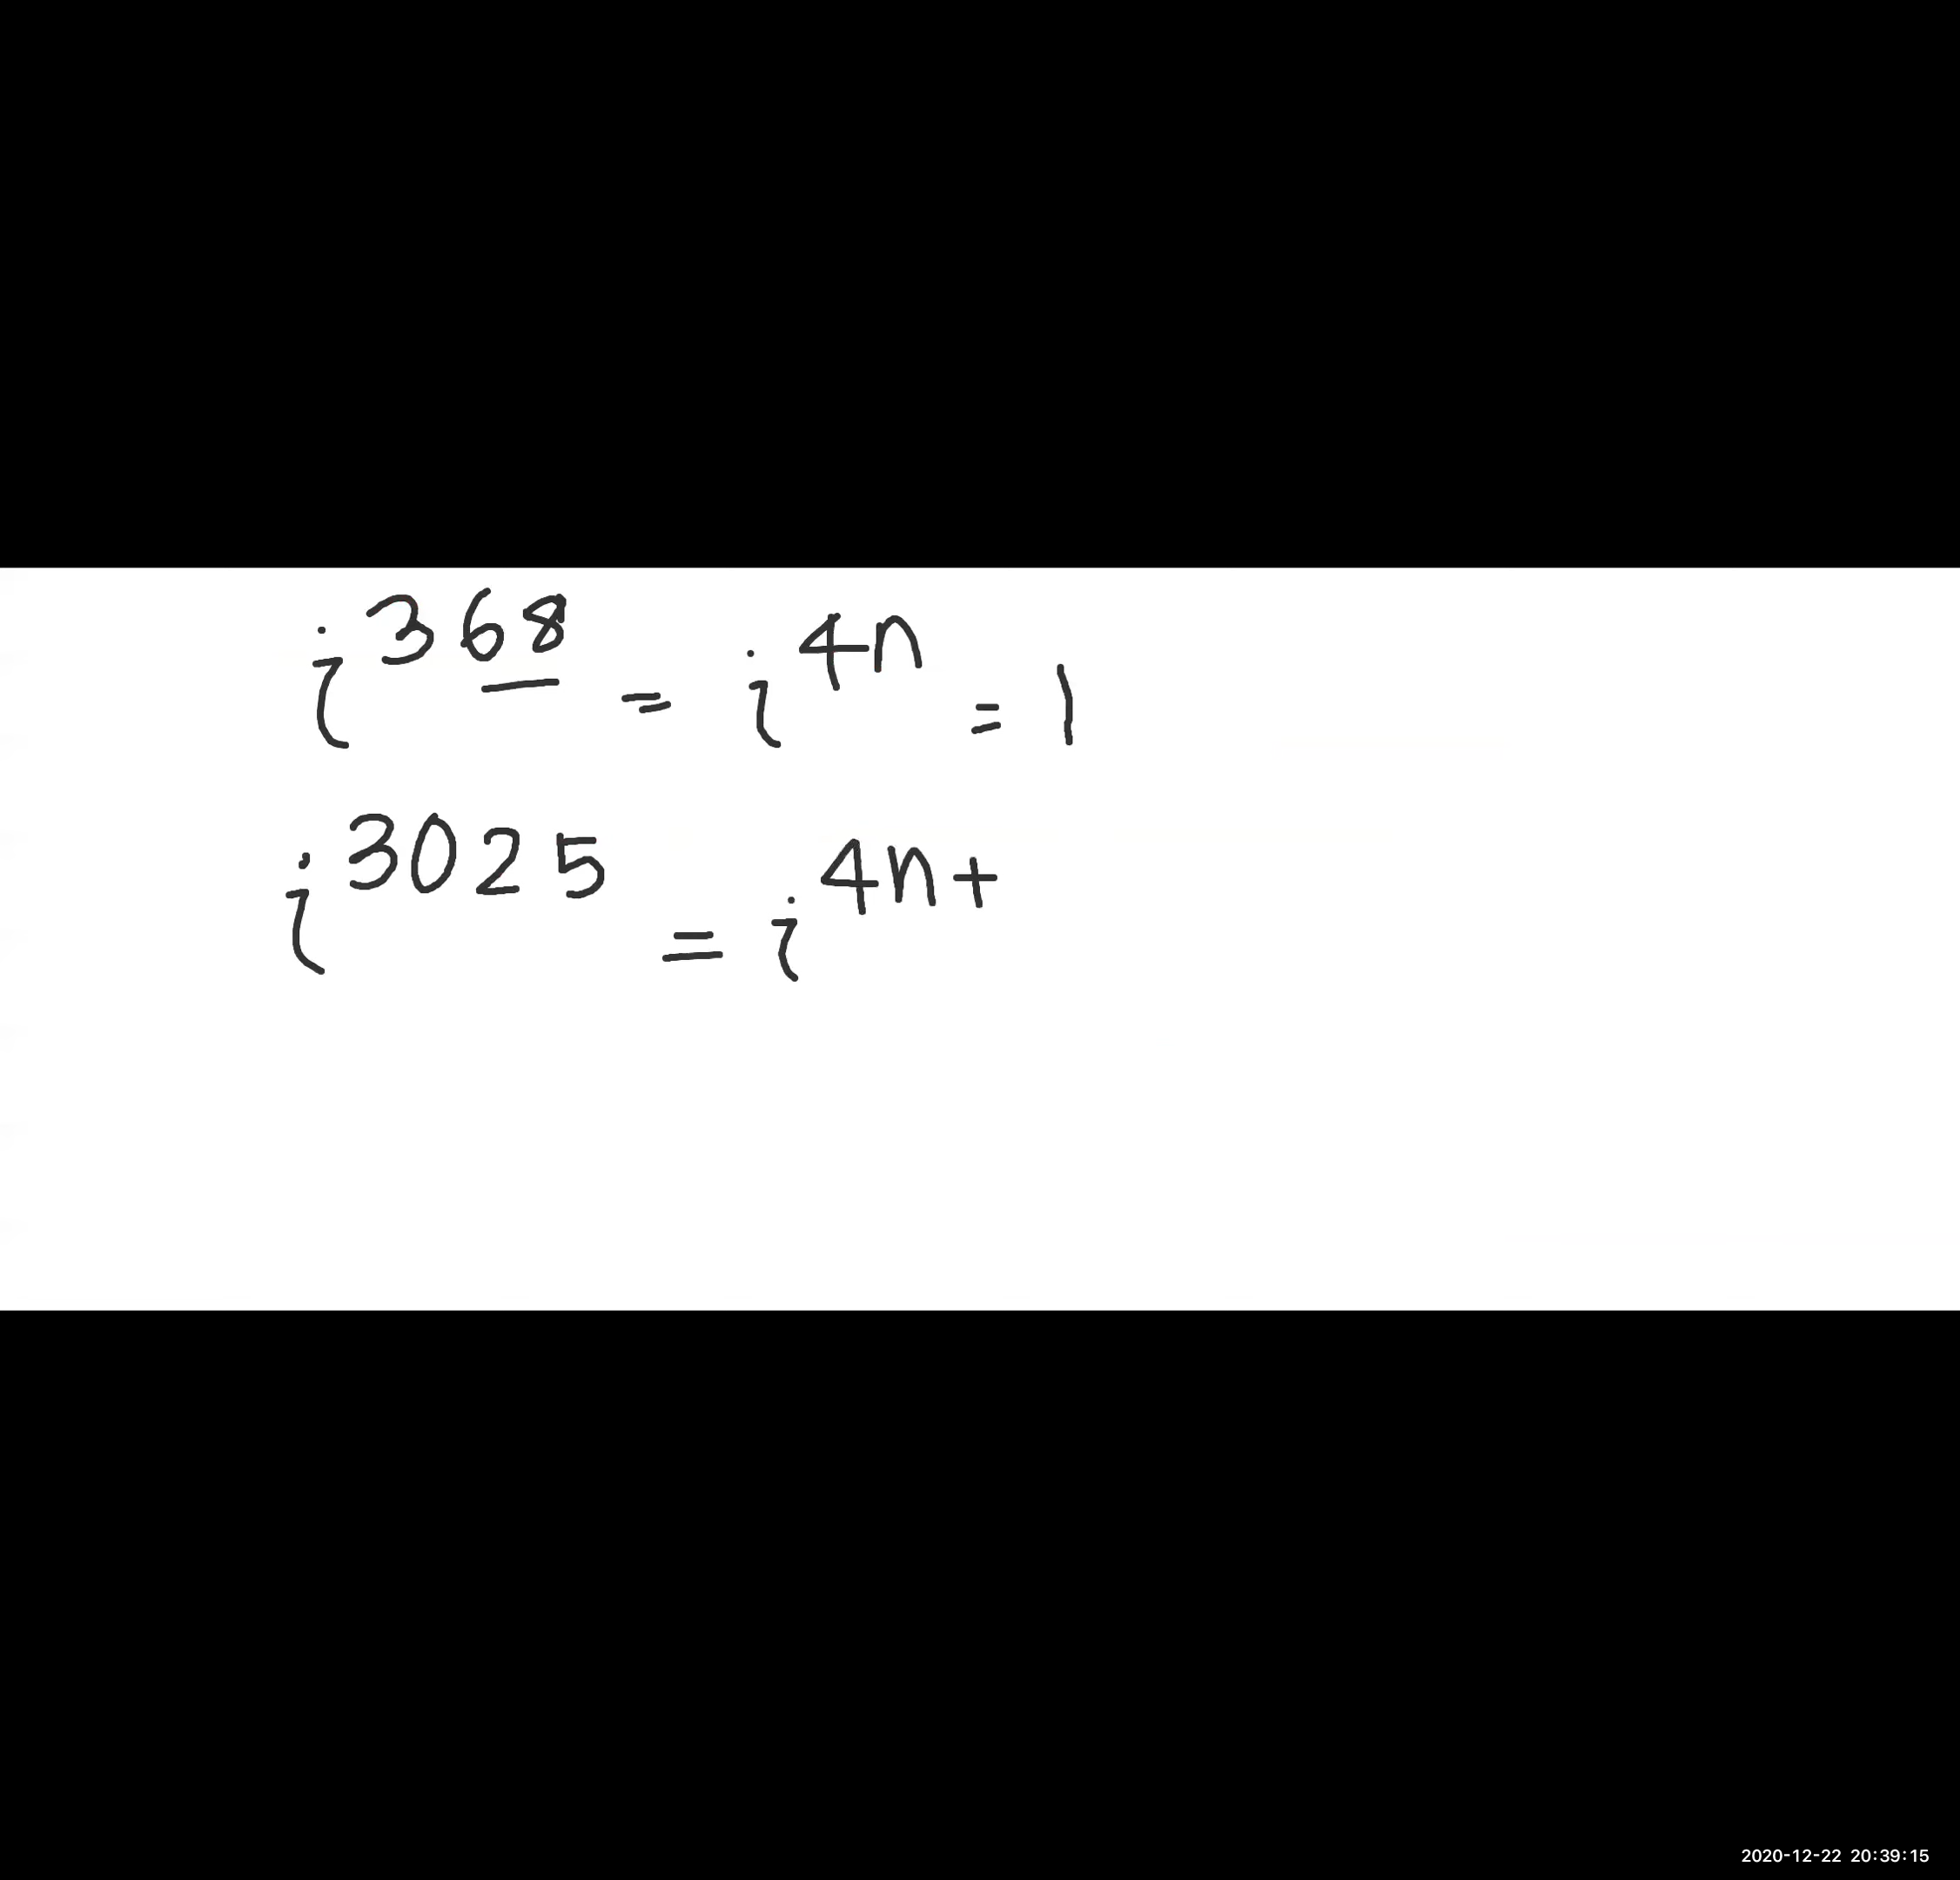 i^368 = i^4n = 1
i^3025 = i^4n+
2020-12-22 20:39:15